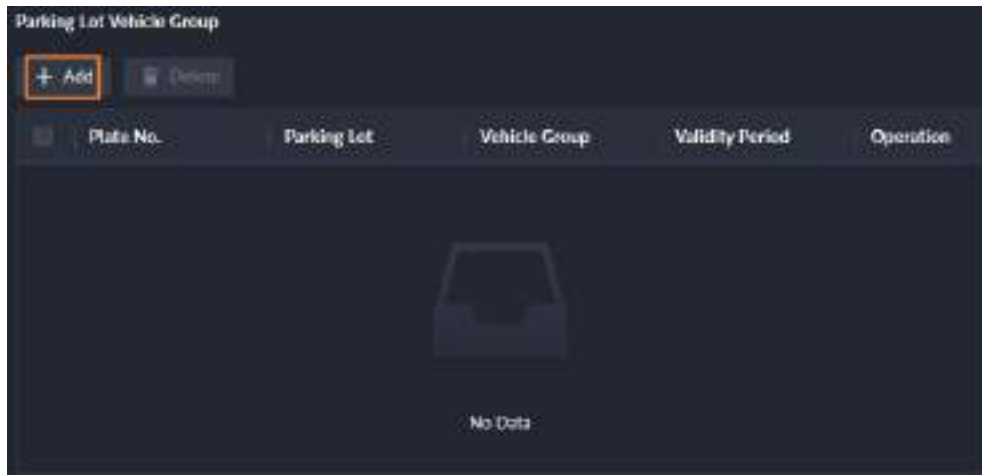 Parking Lot Vehicle Group
+ Add Delete
Plate No. Parking Lot Vehicle Group Validity Period Operation
No Data